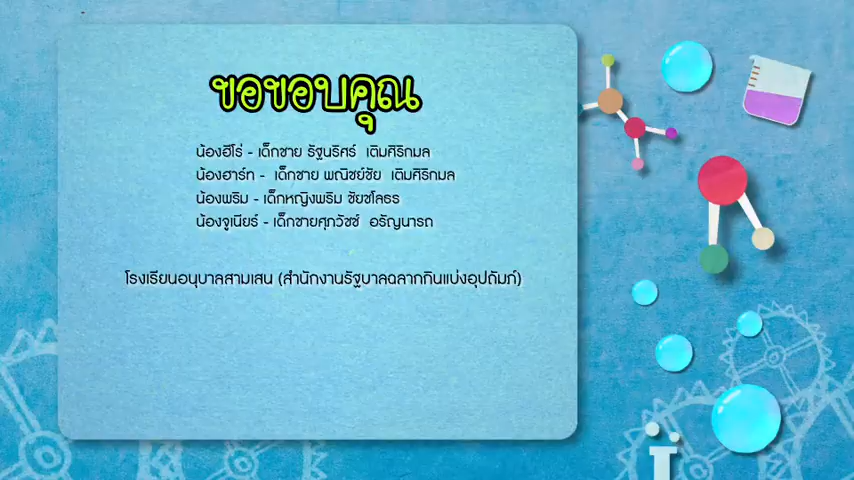 ขอขอบคุณ
น้องฮีโร่ - เด็กชาย รัฐนริศร์ เติมศิริกมล
น้องฮาร์ท - เด็กชาย พณิชย์ชัย เติมศิริกมล
น้องพริม - เด็กหญิงพริม ชัยชโลธร
น้องจูเนียร์ - เด็กชายศุภวัชช์ อรัญนารถ
โรงเรียนอนุบาลสามเสน (สำนักงานรัฐบาลฉลากกินแบ่งอุปถัมภ์)